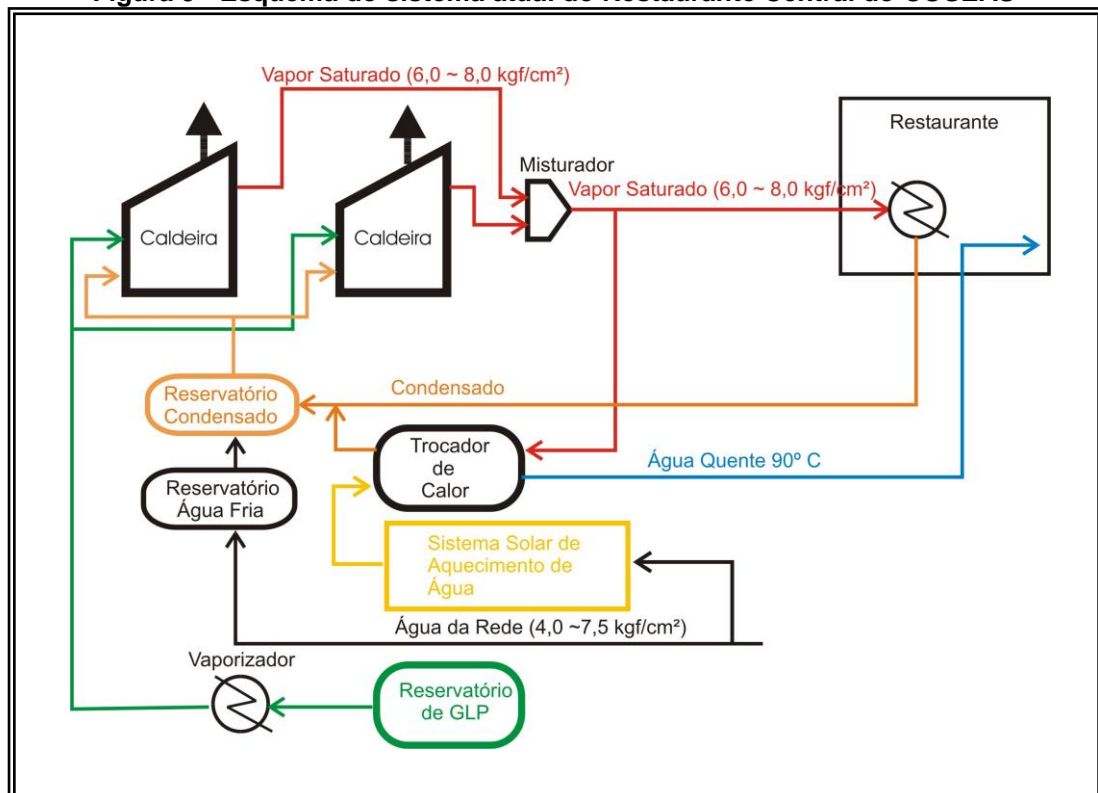 Vapor Saturado (6,0 ~ 8,0 kgf/cm²)
Restaurante
Misturador
Vapor Saturado (6,0 ~ 8,0 kgf/cm²)
Caldeira
Caldeira
Reservatório
Condensado
Condensado
Trocador
de
Calor
Água Quente 90º C
Reservatório
Água Fria
Sistema Solar de
Aquecimento de
Água
Água da Rede (4,0 ~7,5 kgf/cm²)
Vaporizador
Reservatório
de GLP